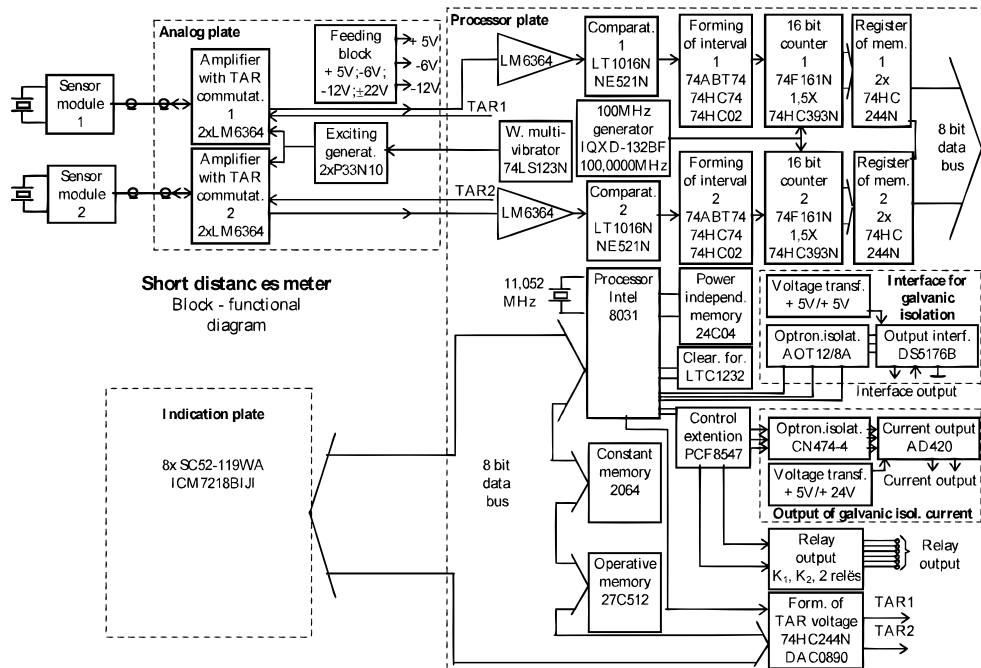 Analog plate
Processor plate
Sensor
module
1
Amplifier
with TAR
commutat.
1
2xLM6364
Feeding
block
+ 5V;-6V;
-12V;±22V
+ 5V
-6V
-12V
TAR1
LM6364
Comparat.
1
LT1016N
NE521N
Forming
of interval
1
74ABT74
74HC74
74HC02
16 bit
counter
1
74F161N
1,5X
74HC393N
Register
of mem.
1
2x
74HC
244N
8 bit
data
bus
Exciting
generat.
2xP33N10
W. multi-
vibrator
74LS123N
100MHz
generator
IQXD-132BF
100,0000MHz
Sensor
module
2
Amplifier
with TAR
commutat.
2
2xLM6364
TAR2
LM6364
Comparat.
2
LT1016N
NE521N
Forming
of interval
2
74ABT74
74HC74
74HC02
16 bit
counter
2
74F161N
1,5X
74HC393N
Register
of mem.
2
2x
74HC
244N
Short distanc es meter
Block - functional
diagram
11,052
MHz
Processor
Intel
8031
Power
independ.
memory
24C04
Clear. for.
LTC1232
Voltage transf.
+ 5V/+ 5V
Interface for
galvanic
isolation
Optron.isolat.
AOT12/8A
Output interf.
DS5176B
Interface output
Indication plate
8x SC52-119WA
ICM7218BIJI
8 bit
data
bus
Control
extention
PCF8547
Optron.isolat.
CN474-4
Current output
AD420
Voltage transf.
+ 5V/+ 24V
Current output
Output of galvanic isol. current
Constant
memory
2064
Operative
memory
27C512
Relay
output
K1, K2, 2 relës
Relay
output
Form. of
TAR voltage
74HC244N
DAC0890
TAR1
TAR2